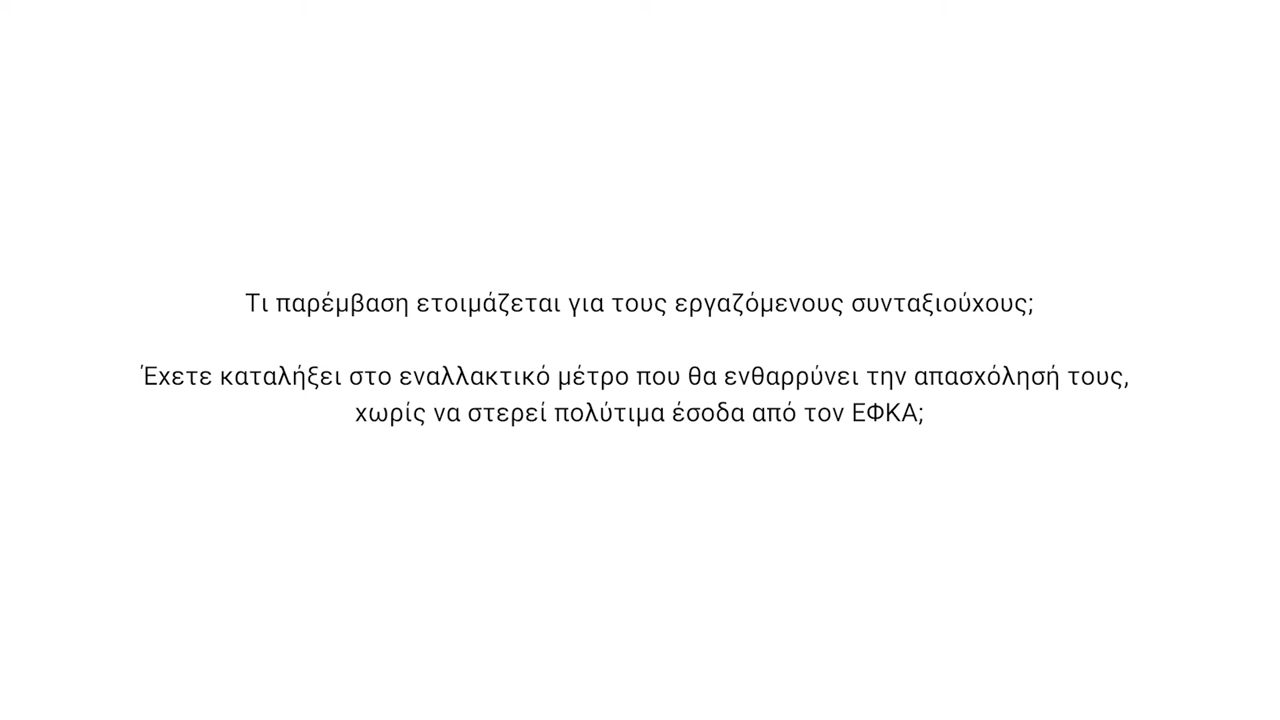 Τι παρέμβαση ετοιμάζεται για τους εργαζόμενους συνταξιούχους;
Έχετε καταλήξει στο εναλλακτικό μέτρο που θα ενθαρρύνει την απασχόλησή τους,
χωρίς να στερεί πολύτιμα έσοδα από τον ΕΦΚΑ;